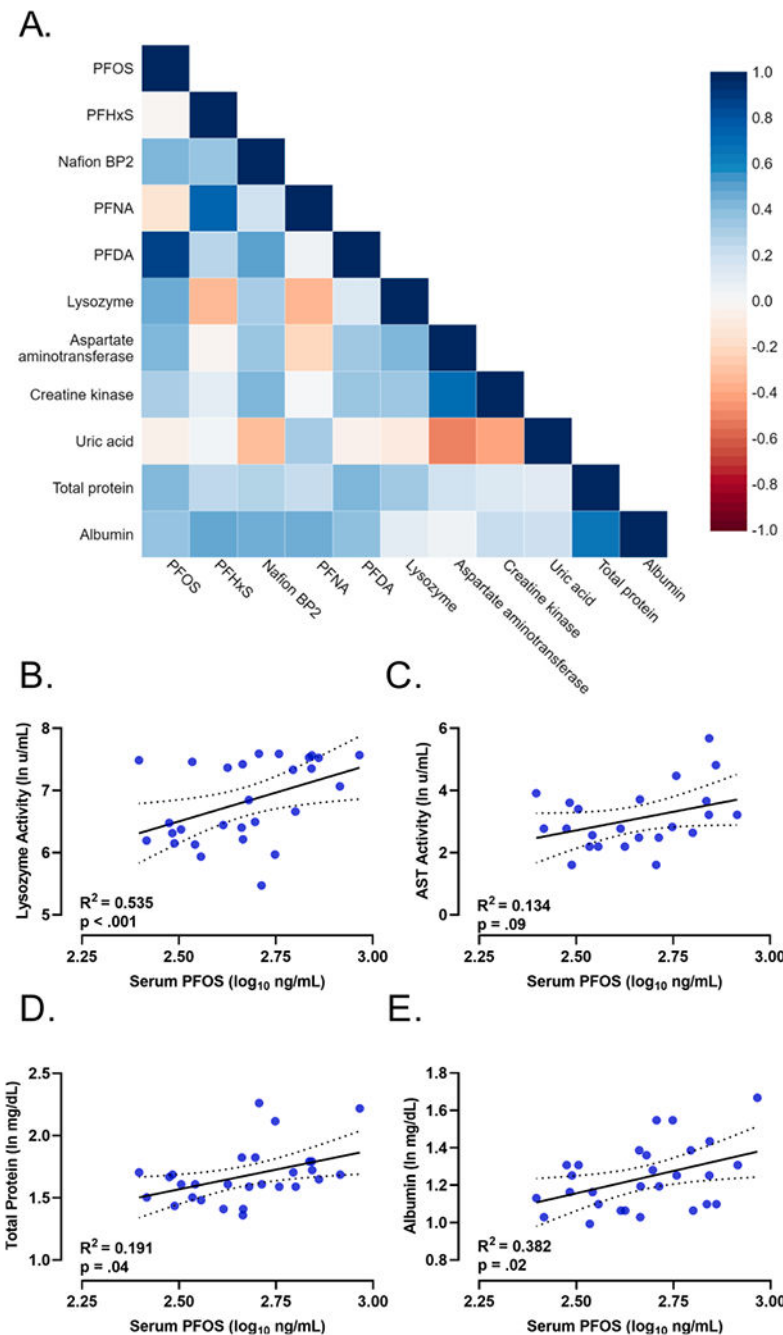 A.
PFOS
PFHxS
Nafion BP2
PFNA
PFDA
Lysozyme
Aspartate
aminotransferase
Creatine kinase
Uric acid
Total protein
Albumin
1.0
0.8
0.6
0.4
0.2
0.0
-0.2
-0.4
-0.6
-0.8
-1.0
PFOS
PFHxS
Nafion BP2
PFNA
PFDA
Lysozyme
Aspartate aminotransferase
Creatine kinase
Uric acid
Total protein
Albumin
B.
Lysozyme Activity (ln u/mL)
8
7
6
5
R² = 0.535
p < .001
2.25 2.50 2.75 3.00
Serum PFOS (log₁₀ ng/mL)
C.
AST Activity (ln u/mL)
6
4
2
0
R² = 0.134
p = .09
2.25 2.50 2.75 3.00
Serum PFOS (log₁₀ ng/mL)
D.
Total Protein (ln mg/dL)
2.5
2.0
1.5
1.0
R² = 0.191
p = .04
2.25 2.50 2.75 3.00
Serum PFOS (log₁₀ ng/mL)
E.
Albumin (ln mg/dL)
1.8
1.6
1.4
1.2
1.0
0.8
R² = 0.382
p = .02
2.25 2.50 2.75 3.00
Serum PFOS (log₁₀ ng/mL)